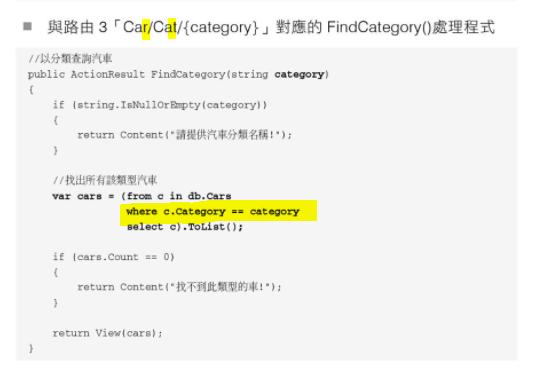 ■ 與路由 3「Car/Cat/{category}」對應的 FindCategory()處理程式
//以分類查詢汽車
public ActionResult FindCategory(string category)
{
    if (string.IsNullOrEmpty(category))
    {
        return Content("請提供汽車分類名稱!");
    }
    //找出所有該類型汽車
    var cars = (from c in db.Cars
                where c.Category == category
                select c).ToList();
    if (cars.Count == 0)
    {
        return Content("找不到此類型的車!");
    }
    return View(cars);
}